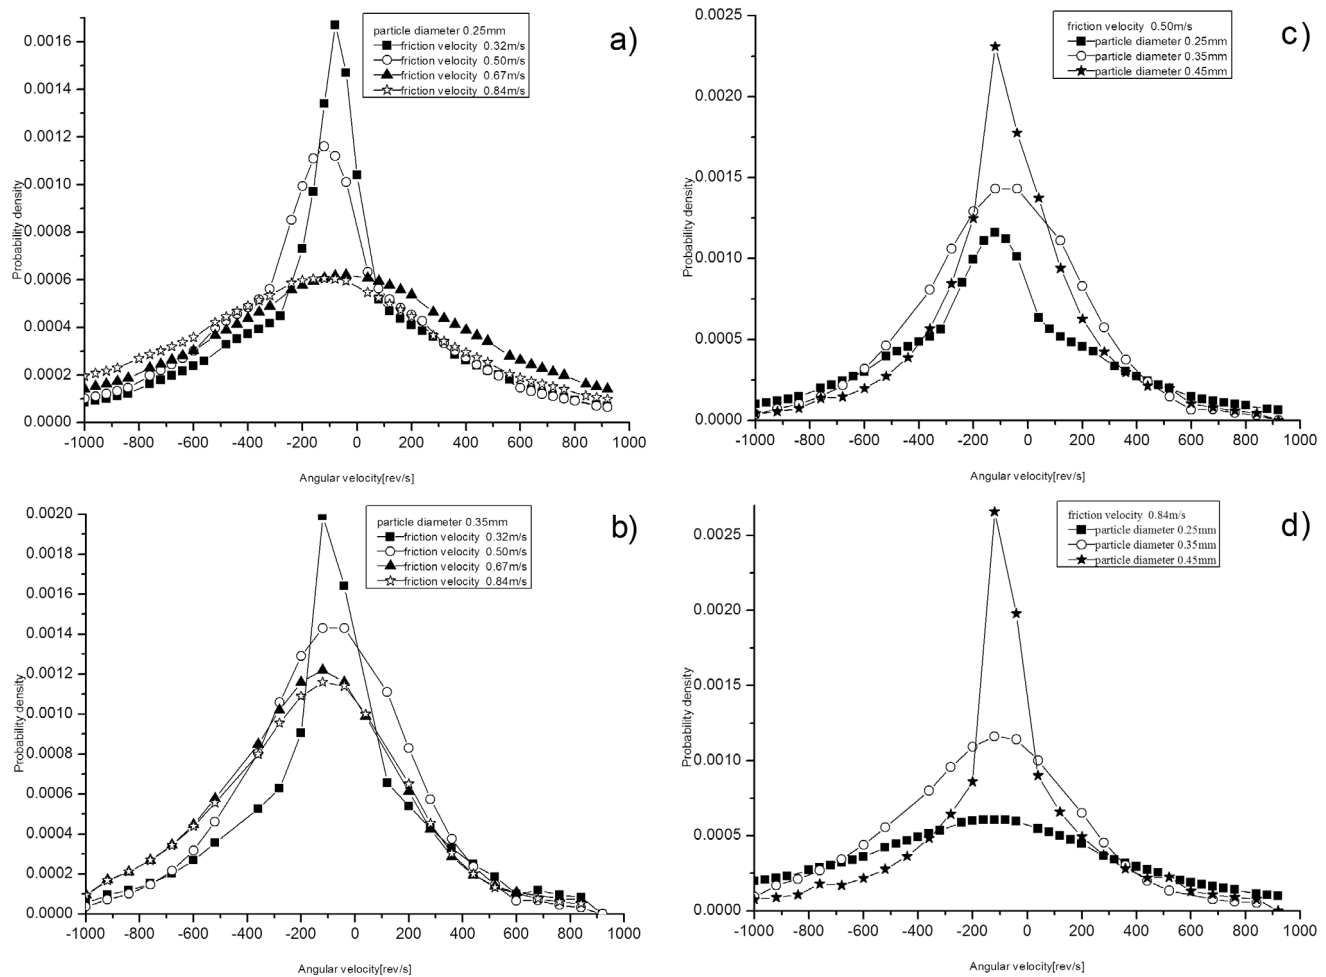 a)
particle diameter 0.25mm
friction velocity 0.32m/s
friction velocity 0.50m/s
friction velocity 0.67m/s
friction velocity 0.84m/s
Probability density
0.0016
0.0014
0.0012
0.0010
0.0008
0.0006
0.0004
0.0002
0.0000
-1000 -800 -600 -400 -200 0 200 400 600 800 1000
Angular velocity[rev/s]
c)
friction velocity 0.50m/s
particle diameter 0.25mm
particle diameter 0.35mm
particle diameter 0.45mm
Probability density
0.0025
0.0020
0.0015
0.0010
0.0005
0.0000
-1000 -800 -600 -400 -200 0 200 400 600 800 1000
Angular velocity[rev/s]
b)
particle diameter 0.35mm
friction velocity 0.32m/s
friction velocity 0.50m/s
friction velocity 0.67m/s
friction velocity 0.84m/s
Probability density
0.0020
0.0018
0.0016
0.0014
0.0012
0.0010
0.0008
0.0006
0.0004
0.0002
0.0000
-1000 -800 -600 -400 -200 0 200 400 600 800 1000
Angular velocity[rev/s]
d)
friction velocity 0.84m/s
particle diameter 0.25mm
particle diameter 0.35mm
particle diameter 0.45mm
Probability density
0.0025
0.0020
0.0015
0.0010
0.0005
0.0000
-1000 -800 -600 -400 -200 0 200 400 600 800 1000
Angular velocity[rev/s]